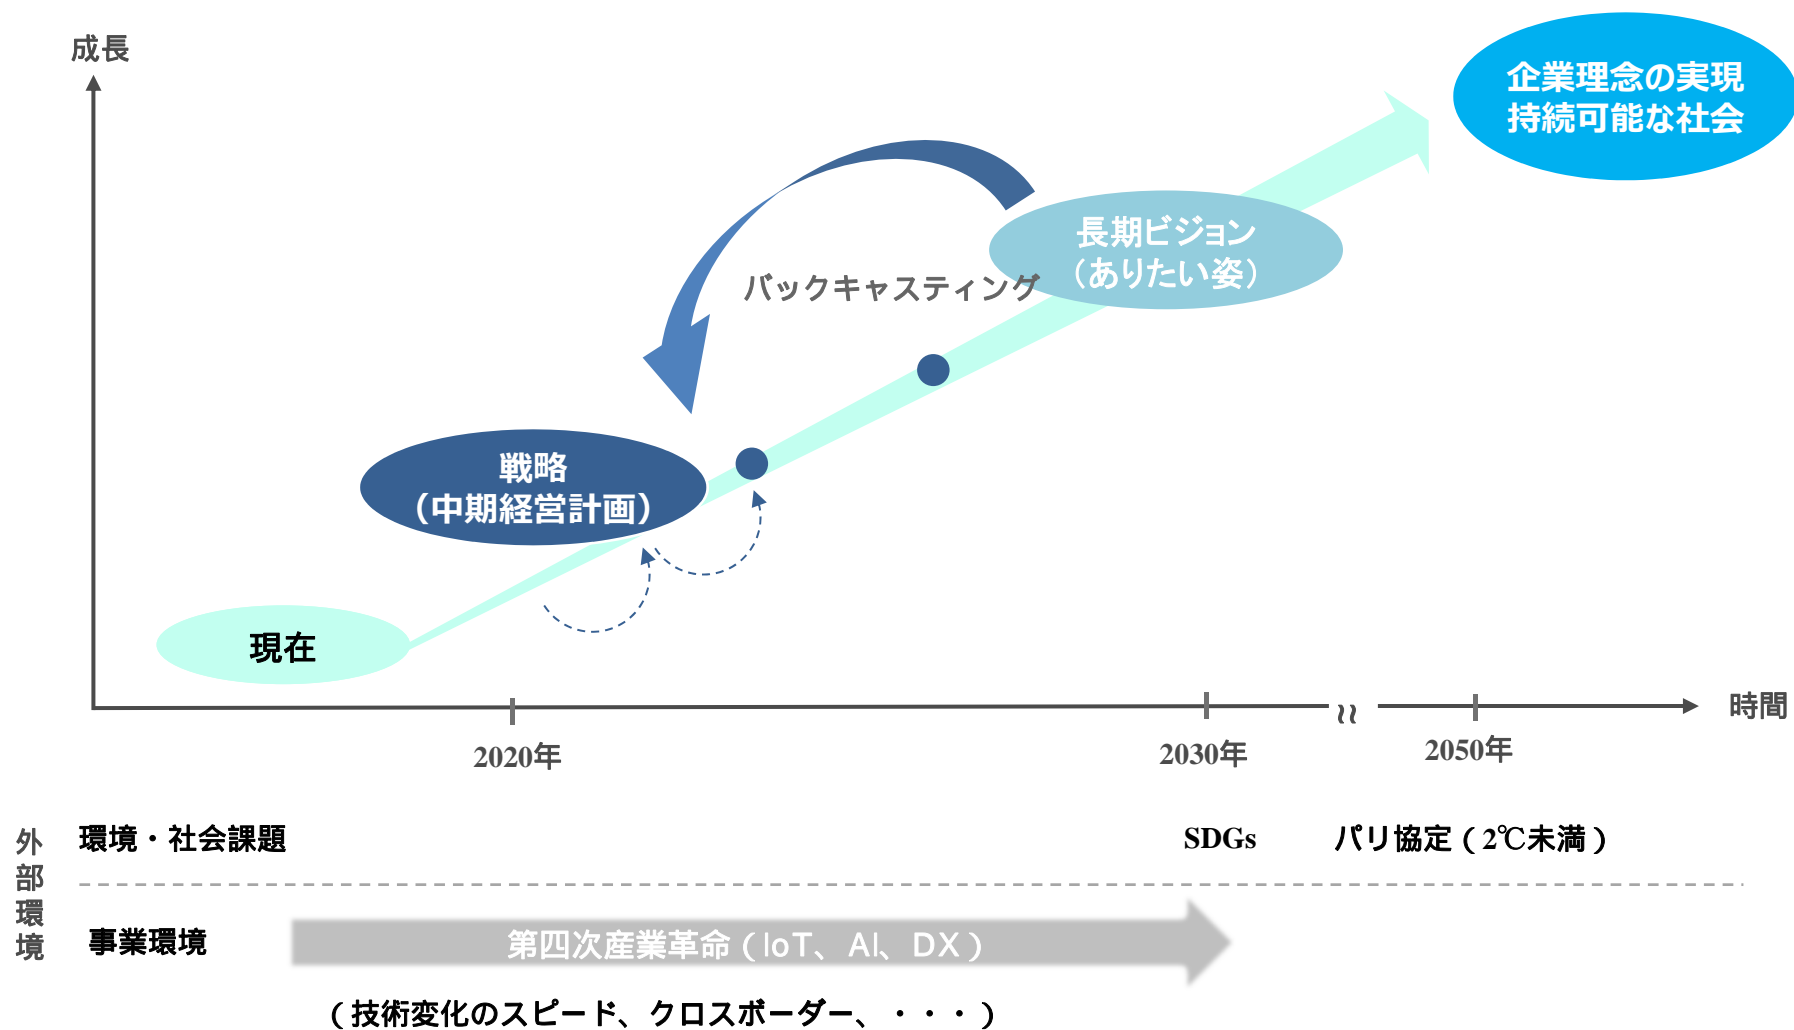 成長
企業理念の実現
持続可能な社会
長期ビジョン
（ありたい姿）
バックキャスティング
戦略
（中期経営計画）
現在
時間
≈
2020年
2030年
2050年
外部環境
環境・社会課題
SDGs
パリ協定（2℃未満）
事業環境
第四次産業革命（IoT、AI、DX）
（技術変化のスピード、クロスボーダー、・・・）